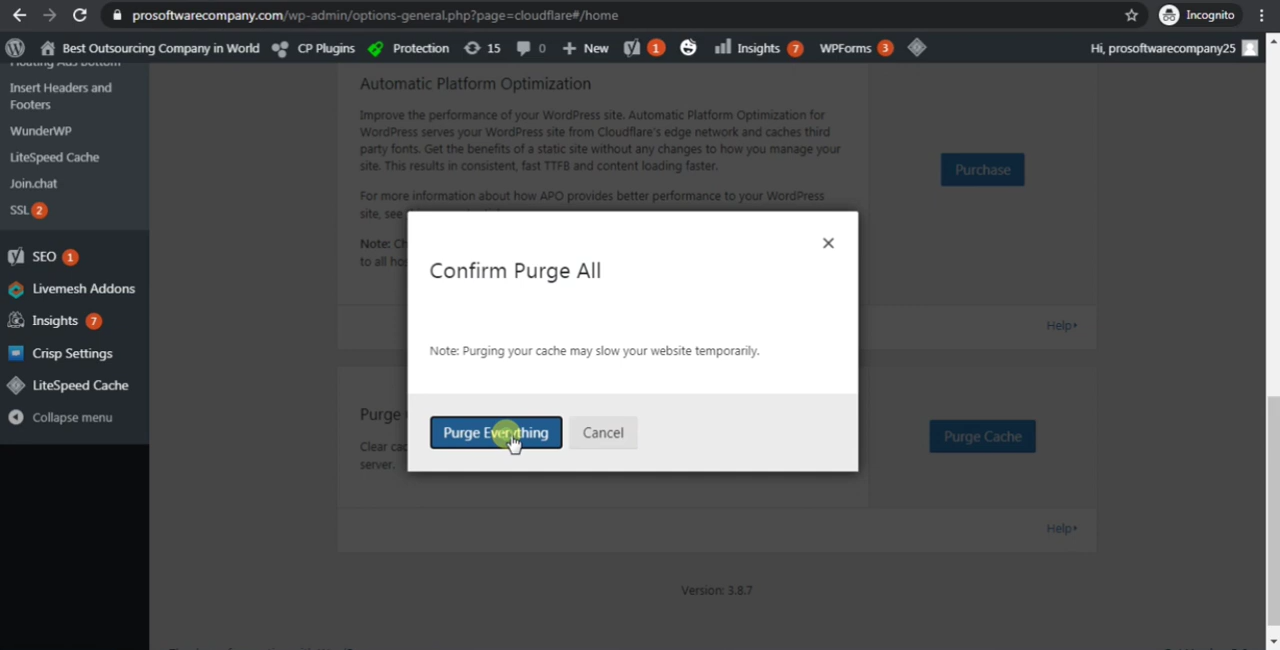 prosoftwarecompany.com/wp-admin/options-general.php?page=cloudflare#/home
Incognito
Best Outsourcing Company in World
CP Plugins
Protection
15
0
New
1
Insights 7
WPForms 3
Hi, prosoftwarecompany25
Floating Ads Bottom
Insert Headers and
Footers
WunderWP
LiteSpeed Cache
Join.chat
SSL 2
SEO 1
Livemesh Addons
Insights 7
Crisp Settings
LiteSpeed Cache
Collapse menu
Automatic Platform Optimization
Improve the performance of your WordPress site. Automatic Platform Optimization for
WordPress serves your WordPress site from Cloudflare's edge network and caches third
party fonts. Get the benefits of a static site without any changes to how you manage your
site. This results in consistent, fast TTFB and content loading faster.
For more information about how APO provides better performance to your WordPress
site, see
Note:
to all
Purchase
Help
Confirm Purge All
Note: Purging your cache may slow your website temporarily.
Purge Everything
Cancel
Purge
Clear
server.
Purge Cache
Help
Version: 3.8.7